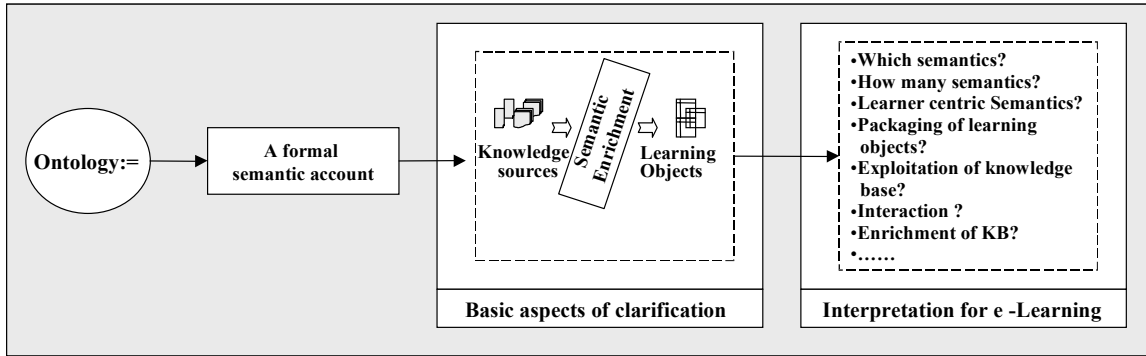 Ontology:=
A formal
semantic account
Knowledge
sources
Semantic
Enrichment
Learning
Objects
Basic aspects of clarification
•Which semantics?
•How many semantics?
•Learner centric Semantics?
•Packaging of learning
objects?
•Exploitation of knowledge
base?
•Interaction ?
•Enrichment of KB?
•……
Interpretation for e -Learning